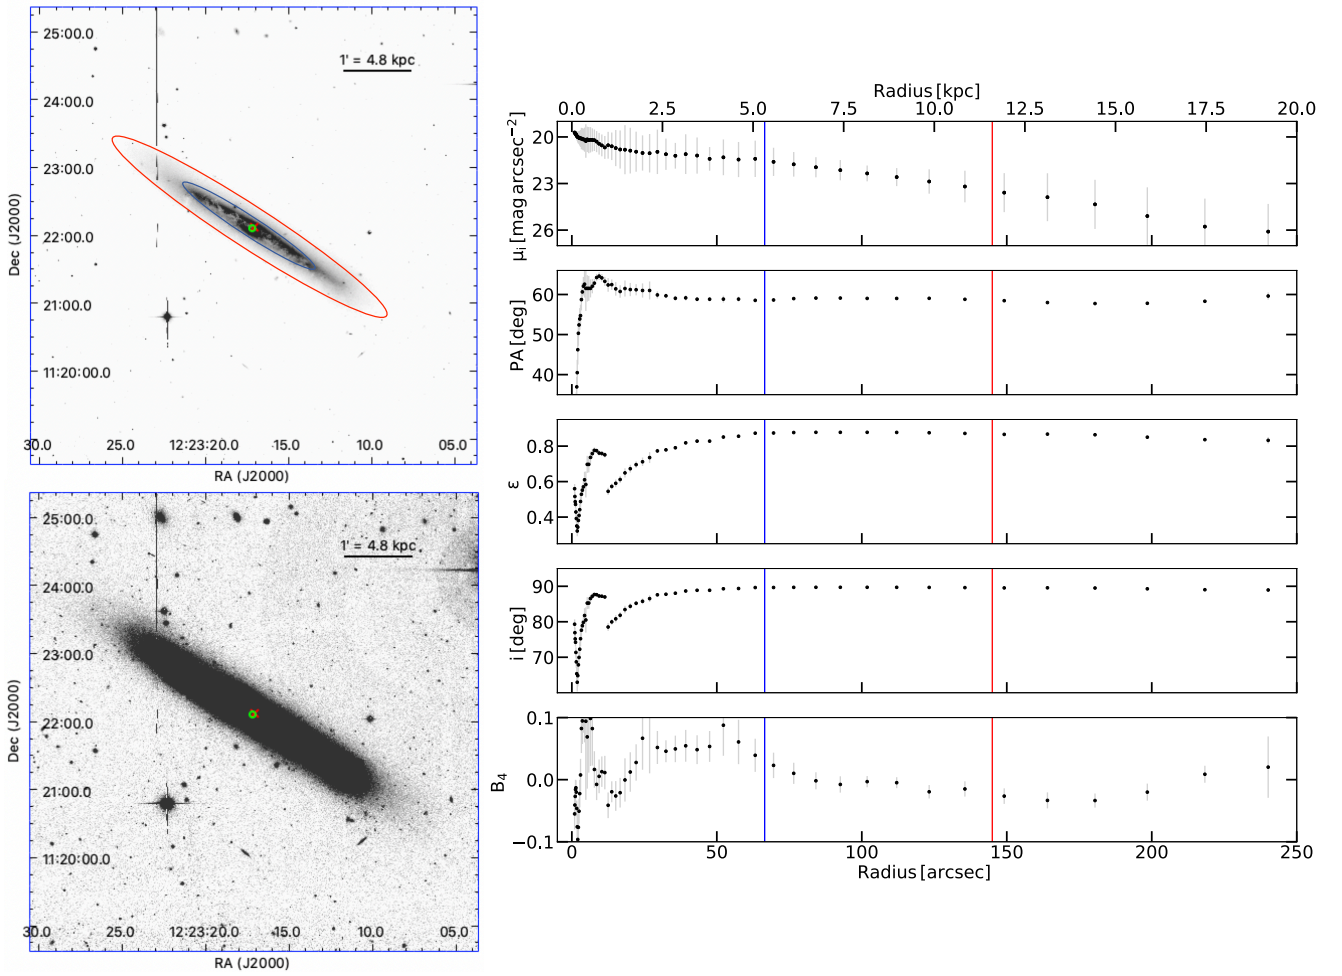 25:00.0
1' = 4.8 kpc
24:00.0
23:00.0
22:00.0
21:00.0
11:20:00.0
Dec (J2000)
30.0 25.0 12:23:20.0 15.0 10.0 05.0
RA (J2000)
25:00.0
1' = 4.8 kpc
24:00.0
23:00.0
22:00.0
21:00.0
11:20:00.0
Dec (J2000)
30.0 25.0 12:23:20.0 15.0 10.0 05.0
RA (J2000)
Radius [kpc]
0.0 2.5 5.0 7.5 10.0 12.5 15.0 17.5 20.0
20
23
26
μi [mag arcsec−2]
60
50
40
PA [deg]
0.8
0.6
0.4
ε
90
80
70
i [deg]
0.1
0.0
−0.1
B4
0 50 100 150 200 250
Radius [arcsec]